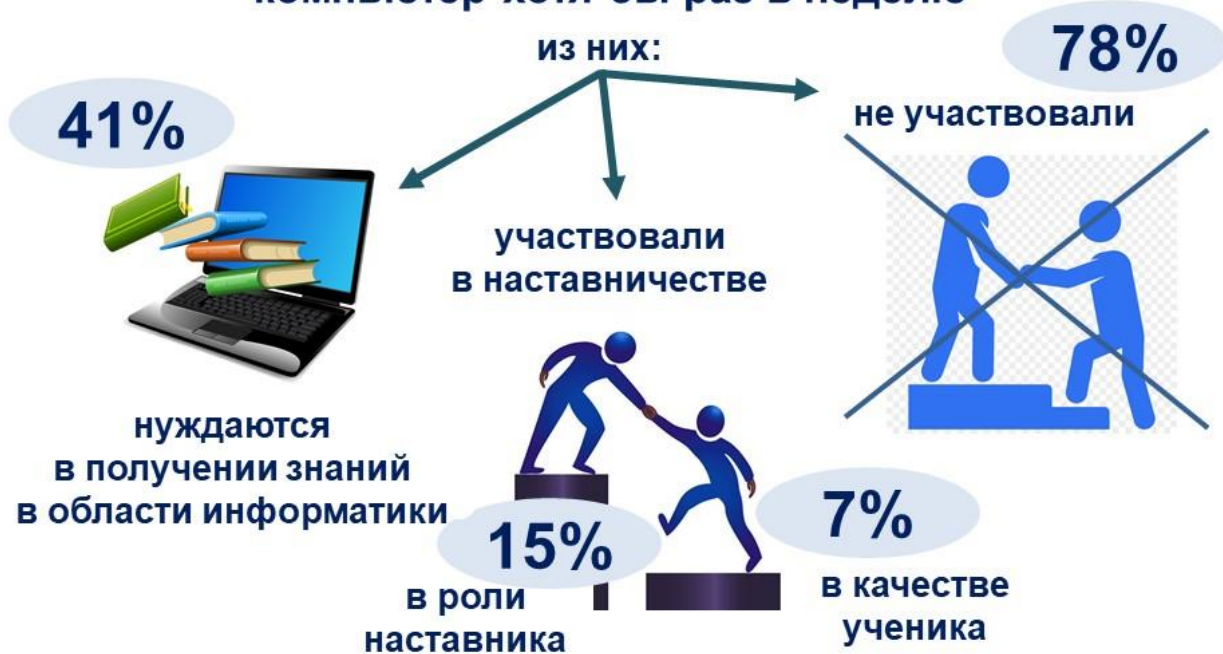 из них:
78%
не участвовали
41%
участвовали
в наставничестве
нуждаются
в получении знаний
в области информатики
15%
в роли
наставника
7%
в качестве
ученика